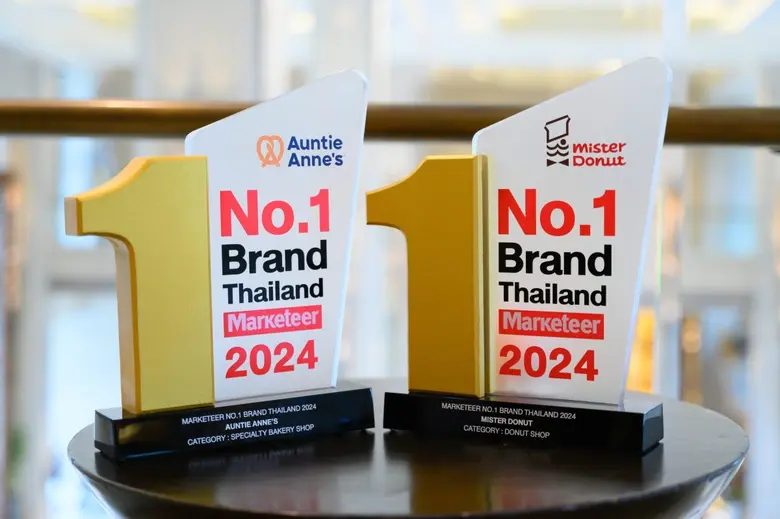 Auntie
Anne's
No.1
Brand
Thailand
Marketeer
2024
MARKETEER NO.1 BRAND THAILAND 2024
AUNTIE ANNE'S
CATEGORY : SPECIALTY BAKERY SHOP
mister
Donut
No.1
Brand
Thailand
Marketeer
2024
MARKETEER NO.1 BRAND THAILAND 2024
MISTER DONUT
CATEGORY : DONUT SHOP